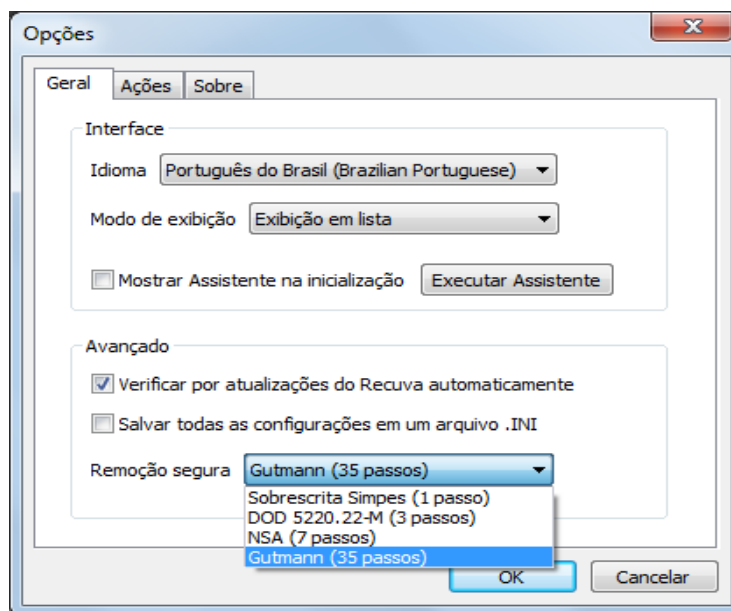 Opções
Geral Ações Sobre
Interface
Idioma Português do Brasil (Brazilian Portuguese)
Modo de exibição Exibição em lista
Mostrar Assistente na inicialização Executar Assistente
Avançado
Verificar por atualizações do Recuva automaticamente
Salvar todas as configurações em um arquivo .INI
Remoção segura Gutmann (35 passos)
Sobrescrita Simpes (1 passo)
DOD 5220.22-M (3 passos)
NSA (7 passos)
Gutmann (35 passos)
OK Cancelar